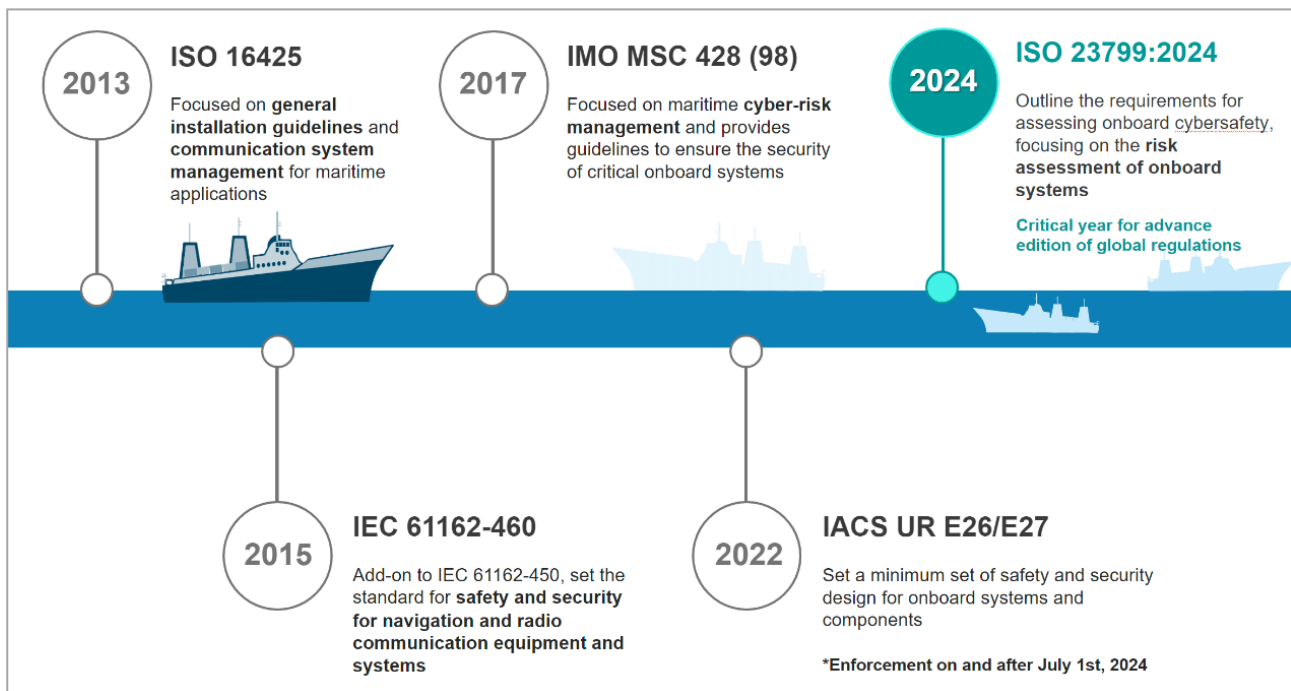 2013
ISO 16425
Focused on general
installation guidelines and
communication system
management for maritime
applications
2017
IMO MSC 428 (98)
Focused on maritime cyber-risk
management and provides
guidelines to ensure the security
of critical onboard systems
2024
ISO 23799:2024
Outline the requirements for
assessing onboard cybersafety,
focusing on the risk
assessment of onboard
systems
Critical year for advance
edition of global regulations
2015
IEC 61162-460
Add-on to IEC 61162-450, set the
standard for safety and security
for navigation and radio
communication equipment and
systems
2022
IACS UR E26/E27
Set a minimum set of safety and security
design for onboard systems and
components
*Enforcement on and after July 1st, 2024